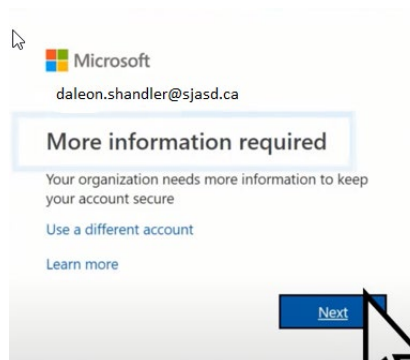 Microsoft
daleon.shandler@sjasd.ca
More information required
Your organization needs more information to keep
your account secure
Use a different account
Learn more
Next